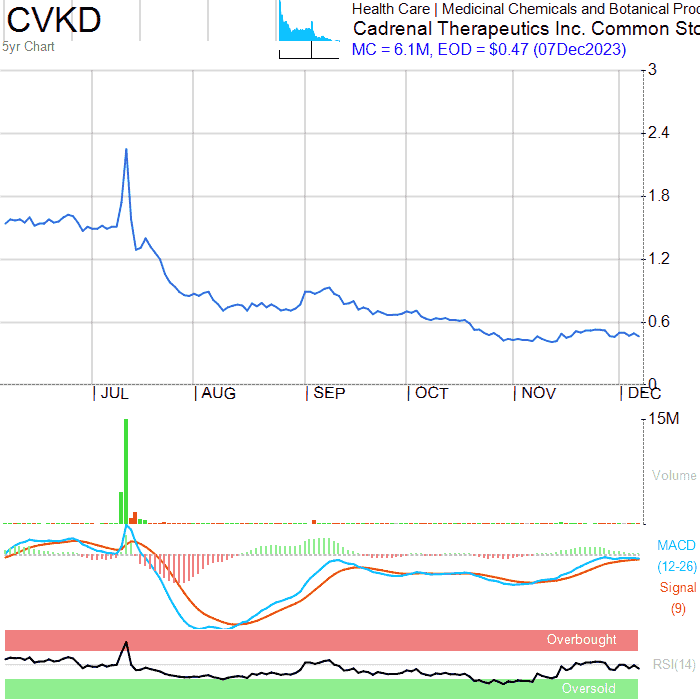 CVKD
5yr Chart
Health Care | Medicinal Chemicals and Botanical Proc
Cadrenal Therapeutics Inc. Common Sto
MC = 6.1M, EOD = $0.47 (07Dec2023)
3
2.4
1.8
1.2
0.6
0
JUL AUG SEP OCT NOV DEC
15M
Volume
MACD
(12-26)
Signal
(9)
Overbought
RSI(14)
Oversold